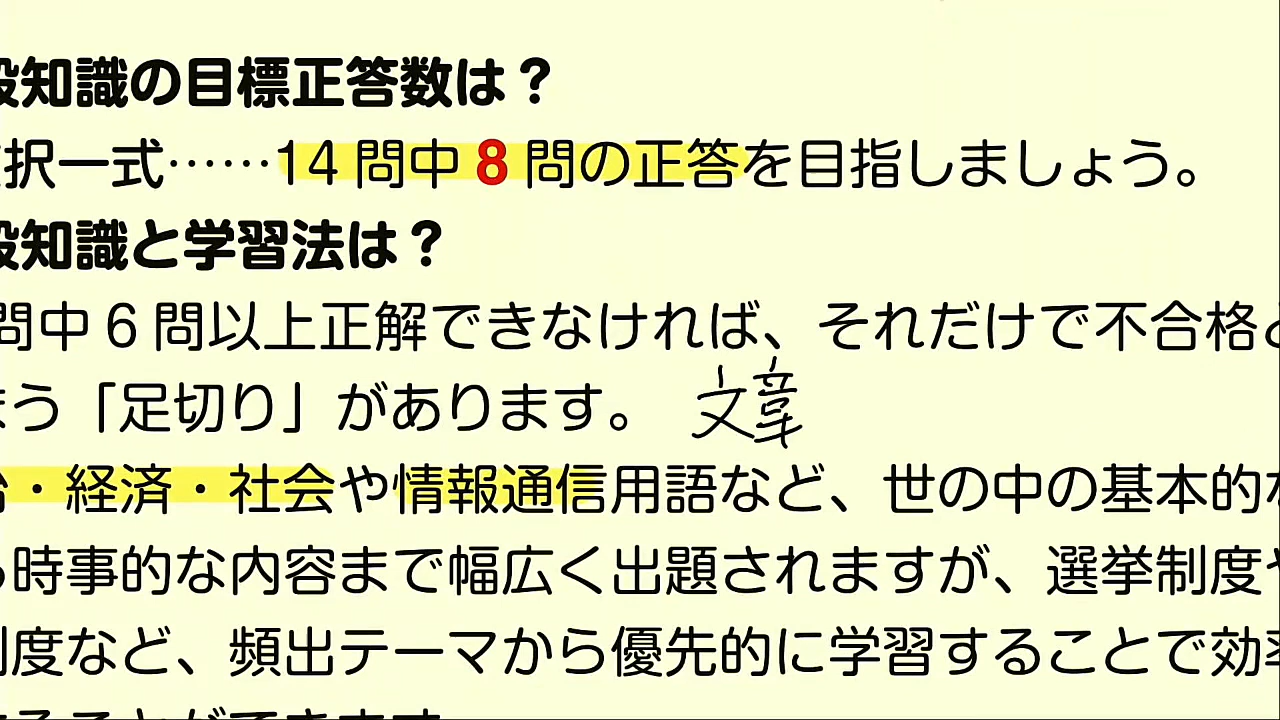 般知識の目標正答数は？
択一式……14問中8問の正答を目指しましょう。
般知識と学習法は？
問中６問以上正解できなければ、それだけで不合格と
まう「足切り」があります。 文章
治・経済・社会や情報通信用語など、世の中の基本的な
ら時事的な内容まで幅広く出題されますが、選挙制度や
制度など、頻出テーマから優先的に学習することで効率